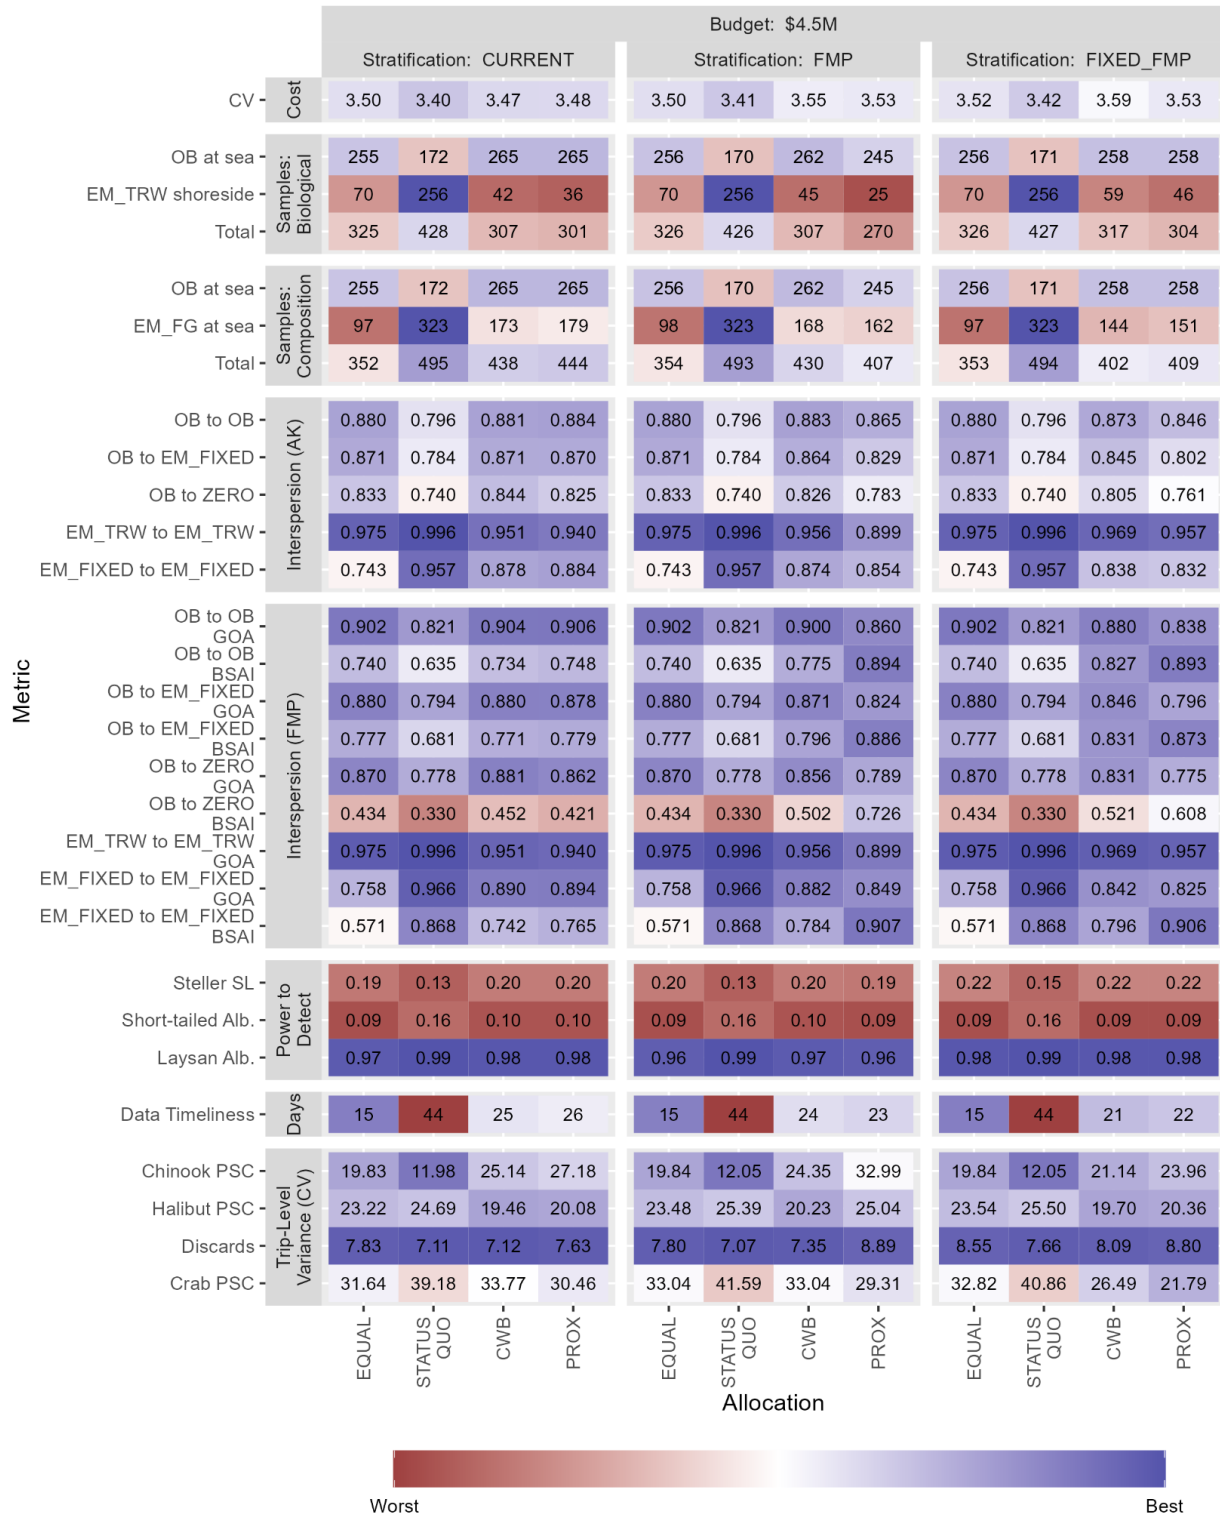 Budget: $4.5M
Stratification: CURRENT Stratification: FMP Stratification: FIXED_FMP
Cost
CV 3.50 3.40 3.47 3.48 3.50 3.41 3.55 3.53 3.52 3.42 3.59 3.53
Samples:
Biological
OB at sea 255 172 265 265 256 170 262 245 256 171 258 258
EM_TRW shoreside 70 256 42 36 70 256 45 25 70 256 59 46
Total 325 428 307 301 326 426 307 270 326 427 317 304
Samples:
Composition
OB at sea 255 172 265 265 256 170 262 245 256 171 258 258
EM_FG at sea 97 323 173 179 98 323 168 162 97 323 144 151
Total 352 495 438 444 354 493 430 407 353 494 402 409
Interspersion (AK)
OB to OB 0.880 0.796 0.881 0.884 0.880 0.796 0.883 0.865 0.880 0.796 0.873 0.846
OB to EM_FIXED 0.871 0.784 0.871 0.870 0.871 0.784 0.864 0.829 0.871 0.784 0.845 0.802
OB to ZERO 0.833 0.740 0.844 0.825 0.833 0.740 0.826 0.783 0.833 0.740 0.805 0.761
EM_TRW to EM_TRW 0.975 0.996 0.951 0.940 0.975 0.996 0.956 0.899 0.975 0.996 0.969 0.957
EM_FIXED to EM_FIXED 0.743 0.957 0.878 0.884 0.743 0.957 0.874 0.854 0.743 0.957 0.838 0.832
Metric
Interspersion (FMP)
OB to OB
GOA 0.902 0.821 0.904 0.906 0.902 0.821 0.900 0.860 0.902 0.821 0.880 0.838
OB to OB
BSAI 0.740 0.635 0.734 0.748 0.740 0.635 0.775 0.894 0.740 0.635 0.827 0.893
OB to EM_FIXED
GOA 0.880 0.794 0.880 0.878 0.880 0.794 0.871 0.824 0.880 0.794 0.846 0.796
OB to EM_FIXED
BSAI 0.777 0.681 0.771 0.779 0.777 0.681 0.796 0.886 0.777 0.681 0.831 0.873
OB to ZERO
GOA 0.870 0.778 0.881 0.862 0.870 0.778 0.856 0.789 0.870 0.778 0.831 0.775
OB to ZERO
BSAI 0.434 0.330 0.452 0.421 0.434 0.330 0.502 0.726 0.434 0.330 0.521 0.608
EM_TRW to EM_TRW
GOA 0.975 0.996 0.951 0.940 0.975 0.996 0.956 0.899 0.975 0.996 0.969 0.957
EM_FIXED to EM_FIXED
GOA 0.758 0.966 0.890 0.894 0.758 0.966 0.882 0.849 0.758 0.966 0.842 0.825
EM_FIXED to EM_FIXED
BSAI 0.571 0.868 0.742 0.765 0.571 0.868 0.784 0.907 0.571 0.868 0.796 0.906
Power to
Detect
Steller SL 0.19 0.13 0.20 0.20 0.20 0.13 0.20 0.19 0.22 0.15 0.22 0.22
Short-tailed Alb. 0.09 0.16 0.10 0.10 0.09 0.16 0.10 0.09 0.09 0.16 0.09 0.09
Laysan Alb. 0.97 0.99 0.98 0.98 0.96 0.99 0.97 0.96 0.98 0.99 0.98 0.98
Days
Data Timeliness 15 44 25 26 15 44 24 23 15 44 21 22
Trip-Level
Variance (CV)
Chinook PSC 19.83 11.98 25.14 27.18 19.84 12.05 24.35 32.99 19.84 12.05 21.14 23.96
Halibut PSC 23.22 24.69 19.46 20.08 23.48 25.39 20.23 25.04 23.54 25.50 19.70 20.36
Discards 7.83 7.11 7.12 7.63 7.80 7.07 7.35 8.89 8.55 7.66 8.09 8.80
Crab PSC 31.64 39.18 33.77 30.46 33.04 41.59 33.04 29.31 32.82 40.86 26.49 21.79
EQUAL STATUS QUO CWB PROX EQUAL STATUS QUO CWB PROX EQUAL STATUS QUO CWB PROX
Allocation
Worst Best